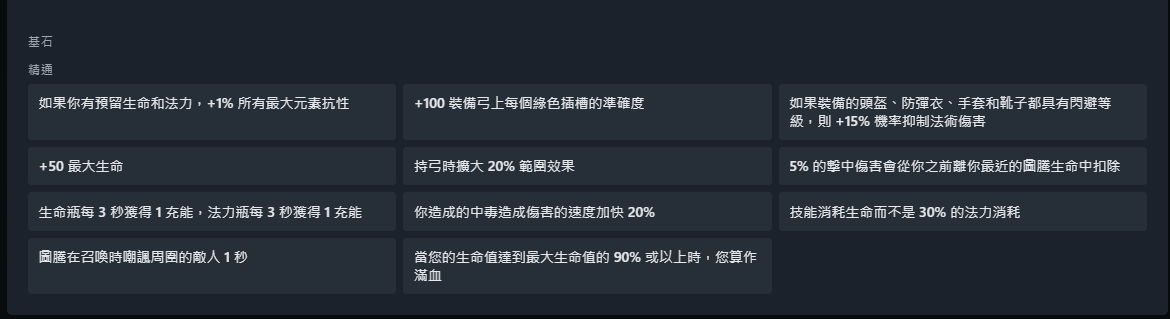 基石
精通
如果你有預留生命和法力，+1% 所有最大元素抗性
+100 裝備弓上每個綠色插槽的準確度
如果裝備的頭盔、防彈衣、手套和靴子都具有閃避等
級，則 +15% 機率抑制法術傷害
+50 最大生命
持弓時擴大 20% 範圍效果
5% 的擊中傷害會從你之前離你最近的圖騰生命中扣除
生命瓶每 3 秒獲得 1 充能，法力瓶每 3 秒獲得 1 充能
你造成的中毒造成傷害的速度加快 20%
技能消耗生命而不是 30% 的法力消耗
圖騰在召喚時嘲諷周圍的敵人 1 秒
當您的生命值達到最大生命值的 90% 或以上時，您算作
滿血